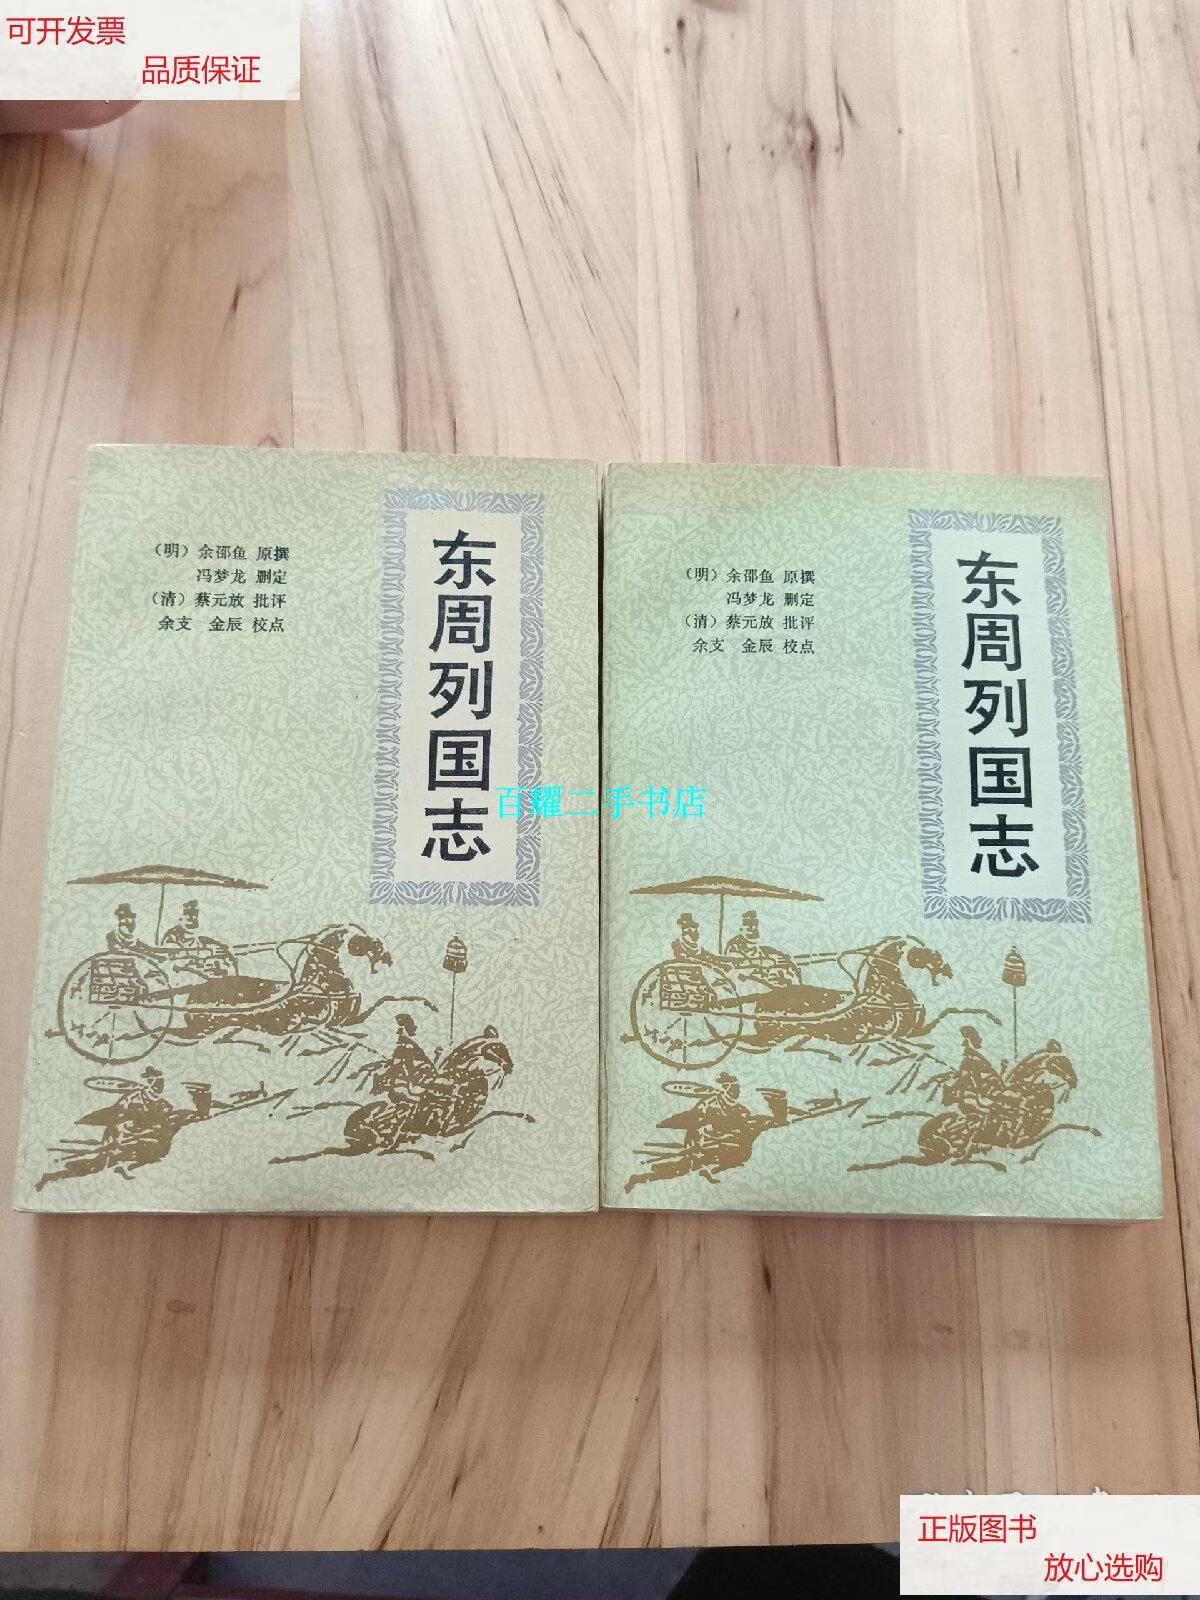 可开发票
品质保证
（明）余邵鱼 原撰
冯梦龙 删定
（清）蔡元放 批评
余支 金辰 校点
东周列国志
（明）余邵鱼 原撰
冯梦龙 删定
（清）蔡元放 批评
余支 金辰 校点
东周列国志
百耀二手书店
正版图书
放心选购